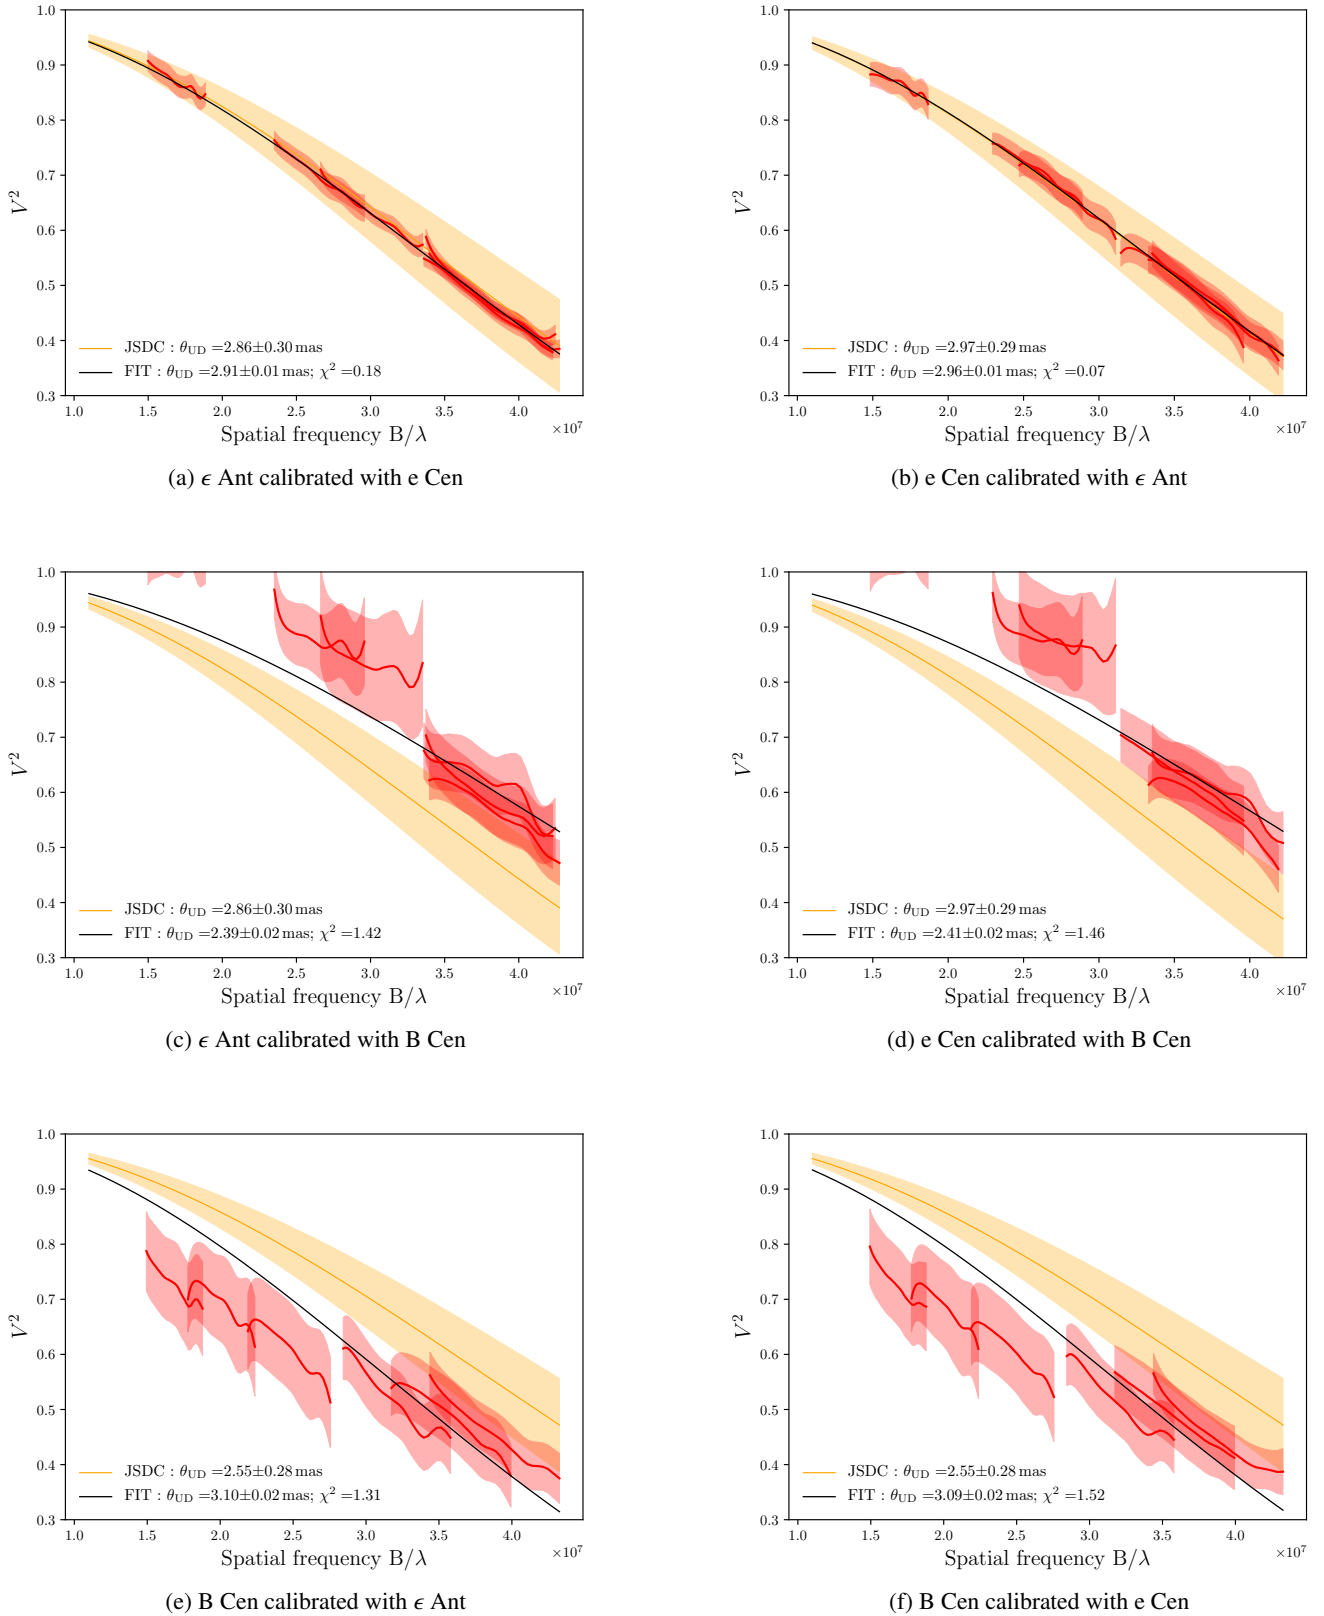 1.0
0.9
0.8
0.7
0.6
0.5
0.4
0.3
V²
JSDC : θ_UD =2.86±0.30 mas
FIT : θ_UD =2.91±0.01 mas; χ² =0.18
1.0 1.5 2.0 2.5 3.0 3.5 4.0
×10⁷
Spatial frequency B/λ
(a) ϵ Ant calibrated with e Cen
1.0
0.9
0.8
0.7
0.6
0.5
0.4
0.3
V²
JSDC : θ_UD =2.97±0.29 mas
FIT : θ_UD =2.96±0.01 mas; χ² =0.07
1.0 1.5 2.0 2.5 3.0 3.5 4.0
×10⁷
Spatial frequency B/λ
(b) e Cen calibrated with ϵ Ant
1.0
0.9
0.8
0.7
0.6
0.5
0.4
0.3
V²
JSDC : θ_UD =2.86±0.30 mas
FIT : θ_UD =2.39±0.02 mas; χ² =1.42
1.0 1.5 2.0 2.5 3.0 3.5 4.0
×10⁷
Spatial frequency B/λ
(c) ϵ Ant calibrated with B Cen
1.0
0.9
0.8
0.7
0.6
0.5
0.4
0.3
V²
JSDC : θ_UD =2.97±0.29 mas
FIT : θ_UD =2.41±0.02 mas; χ² =1.46
1.0 1.5 2.0 2.5 3.0 3.5 4.0
×10⁷
Spatial frequency B/λ
(d) e Cen calibrated with B Cen
1.0
0.9
0.8
0.7
0.6
0.5
0.4
0.3
V²
JSDC : θ_UD =2.55±0.28 mas
FIT : θ_UD =3.10±0.02 mas; χ² =1.31
1.0 1.5 2.0 2.5 3.0 3.5 4.0
×10⁷
Spatial frequency B/λ
(e) B Cen calibrated with ϵ Ant
1.0
0.9
0.8
0.7
0.6
0.5
0.4
0.3
V²
JSDC : θ_UD =2.55±0.28 mas
FIT : θ_UD =3.09±0.02 mas; χ² =1.52
1.0 1.5 2.0 2.5 3.0 3.5 4.0
×10⁷
Spatial frequency B/λ
(f) B Cen calibrated with e Cen